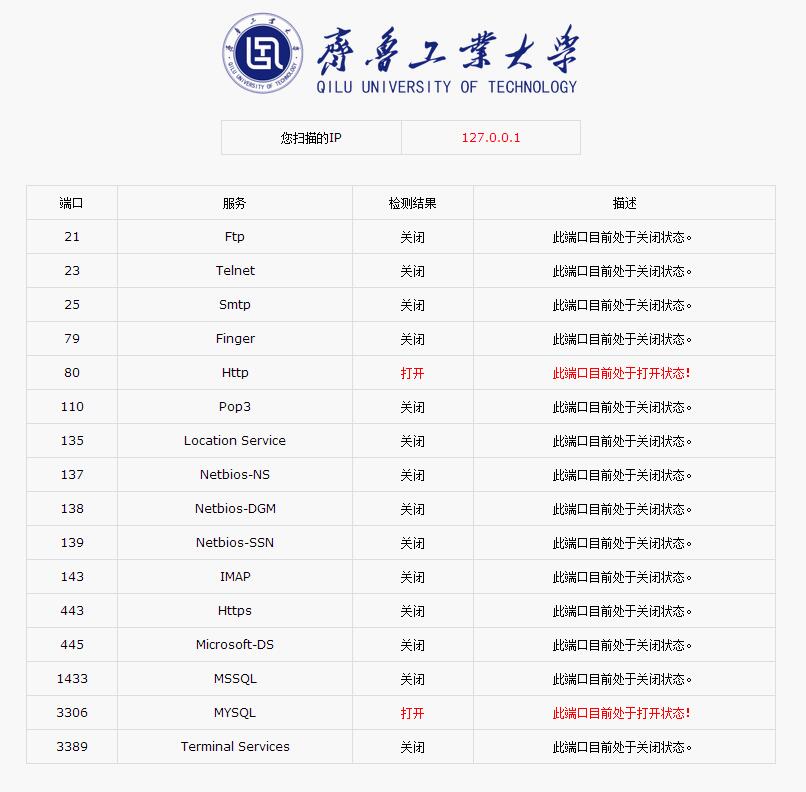 齊魯工業大學
QILU UNIVERSITY OF TECHNOLOGY
QILU UNIVERSITY OF TECHNOLOGY
您扫描的IP 127.0.0.1
端口 服务 检测结果 描述
21 Ftp 关闭 此端口目前处于关闭状态。
23 Telnet 关闭 此端口目前处于关闭状态。
25 Smtp 关闭 此端口目前处于关闭状态。
79 Finger 关闭 此端口目前处于关闭状态。
80 Http 打开 此端口目前处于打开状态!
110 Pop3 关闭 此端口目前处于关闭状态。
135 Location Service 关闭 此端口目前处于关闭状态。
137 Netbios-NS 关闭 此端口目前处于关闭状态。
138 Netbios-DGM 关闭 此端口目前处于关闭状态。
139 Netbios-SSN 关闭 此端口目前处于关闭状态。
143 IMAP 关闭 此端口目前处于关闭状态。
443 Https 关闭 此端口目前处于关闭状态。
445 Microsoft-DS 关闭 此端口目前处于关闭状态。
1433 MSSQL 关闭 此端口目前处于关闭状态。
3306 MYSQL 打开 此端口目前处于打开状态!
3389 Terminal Services 关闭 此端口目前处于关闭状态。